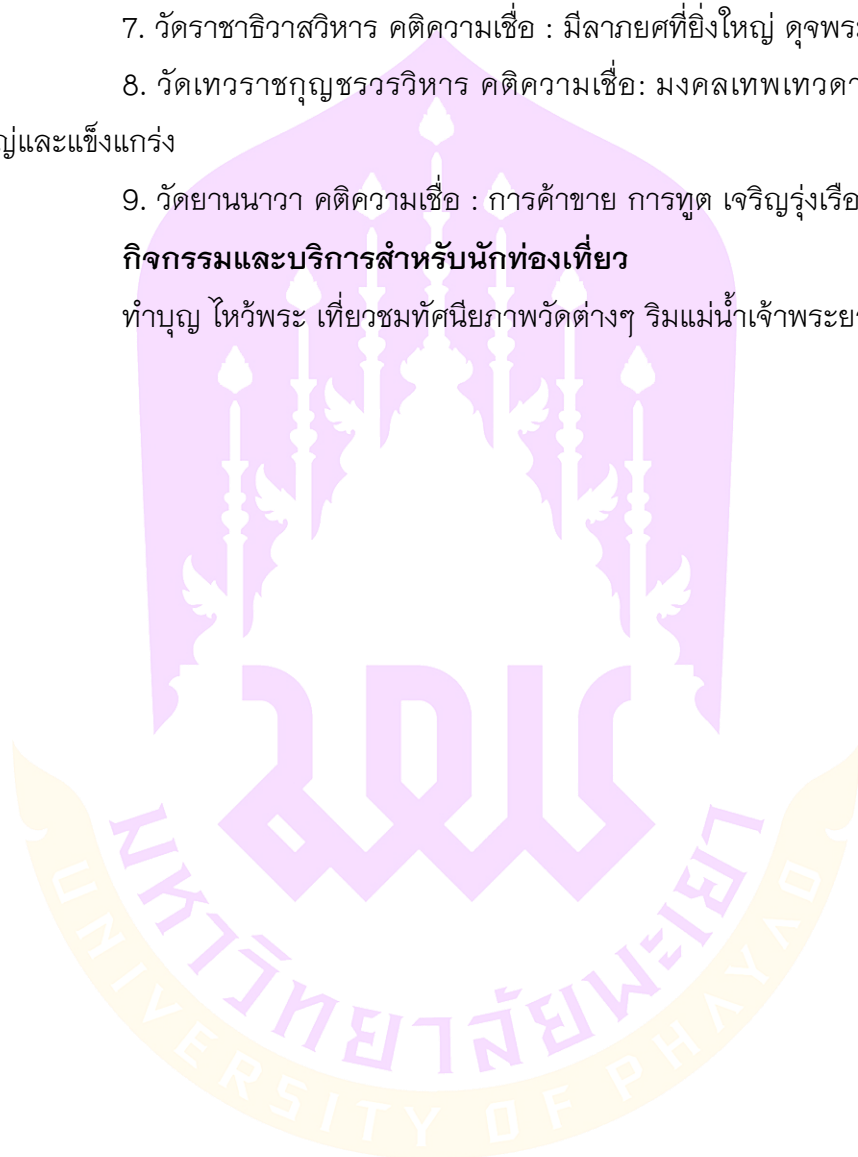 7. วัดราชาธิวาสวิหาร คติความเชื่อ : มีลาภยศที่ยิ่งใหญ่ ดุจพระ
8. วัดเทวราชกุญชรวรวิหาร คติความเชื่อ: มงคลเทพเทวดา
ญ่และแข็งแกร่ง
9. วัดยานนาวา คติความเชื่อ : การค้าขาย การทูต เจริญรุ่งเรือ
กิจกรรมและบริการสำหรับนักท่องเที่ยว
ทำบุญ ไหว้พระ เที่ยวชมทัศนียภาพวัดต่างๆ ริมแม่น้ำเจ้าพระย
มหาวิทยาลัยพะเยา
UNIVERSITY OF PHAYAO